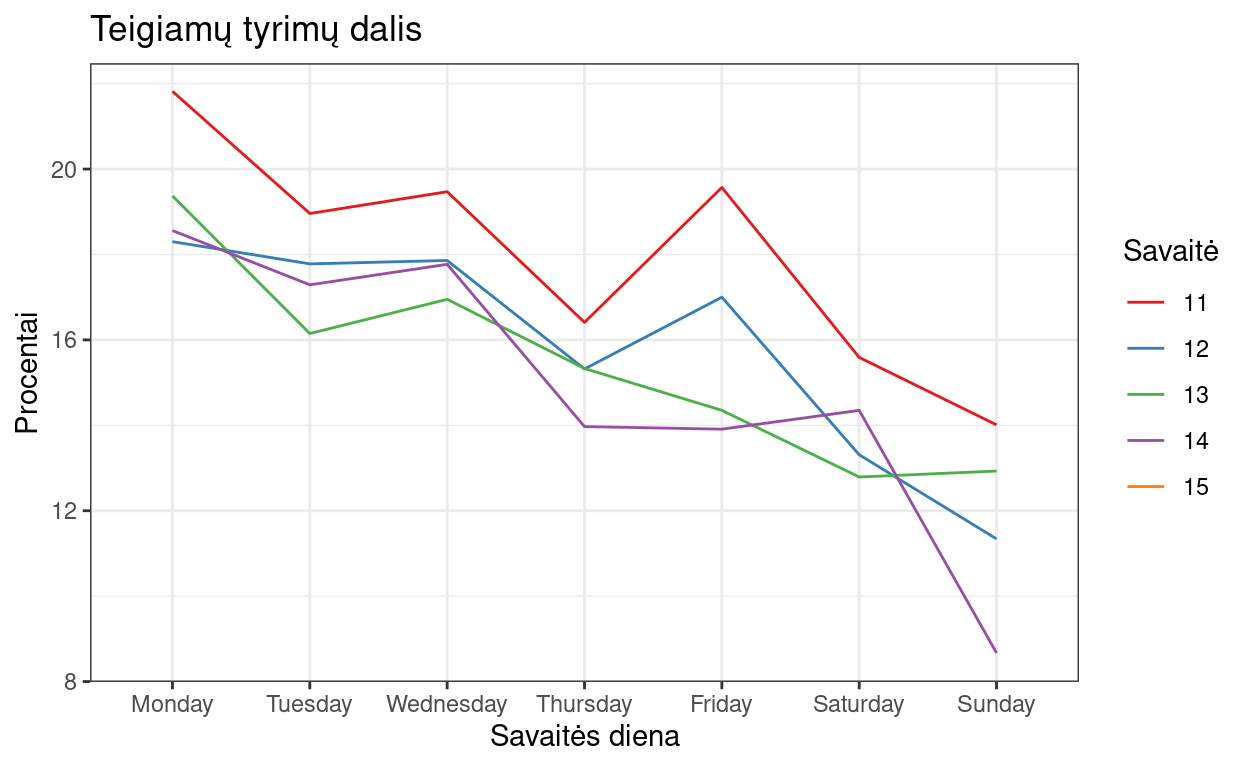 Teigiamų tyrimų dalis
Procentai
20
16
12
8
Monday Tuesday Wednesday Thursday Friday Saturday Sunday
Savaitės diena
Savaitė
11
12
13
14
15